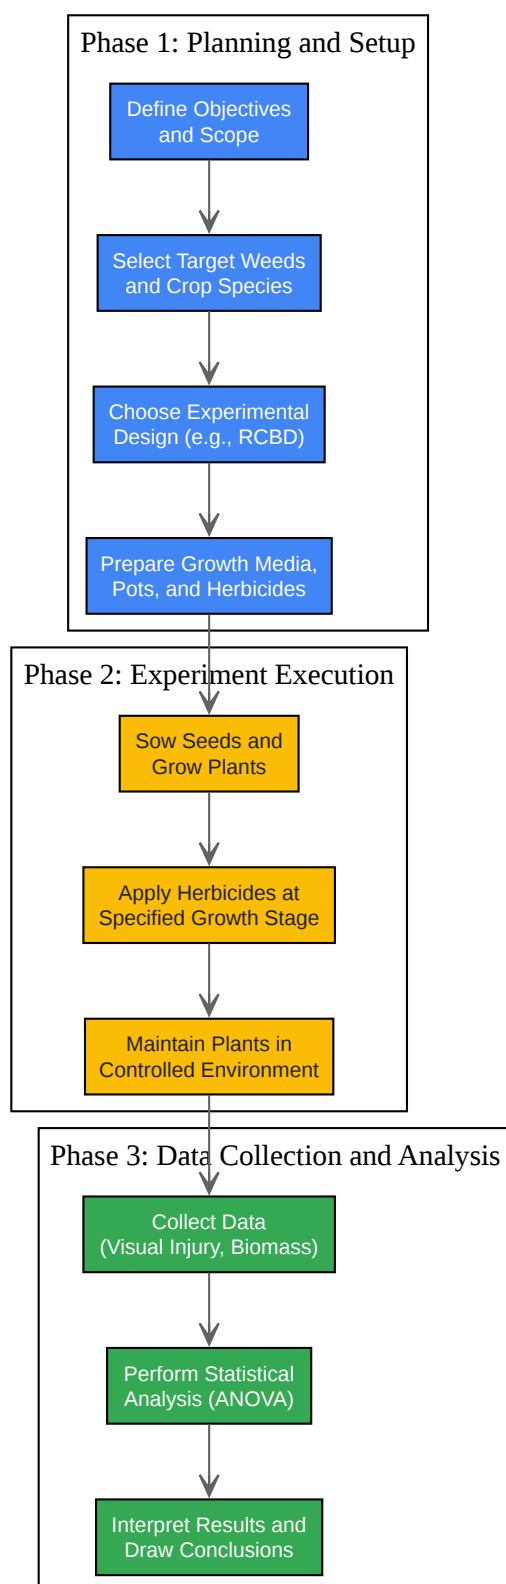 Phase 1: Planning and Setup
Define Objectives
and Scope
Select Target Weeds
and Crop Species
Choose Experimental
Design (e.g., RCBD)
Prepare Growth Media,
Pots, and Herbicides
Phase 2: Experiment Execution
Sow Seeds and
Grow Plants
Apply Herbicides at
Specified Growth Stage
Maintain Plants in
Controlled Environment
Phase 3: Data Collection and Analysis
Collect Data
(Visual Injury, Biomass)
Perform Statistical
Analysis (ANOVA)
Interpret Results and
Draw Conclusions